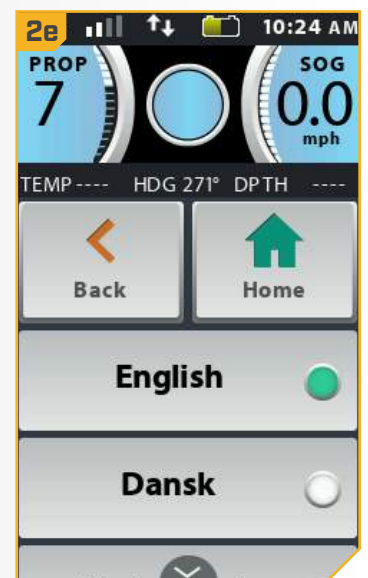 2e 10:24 AM
PROP SOG
7 0.0
mph
TEMP ---- HDG 271° DPTH ----
Back Home
English
Dansk